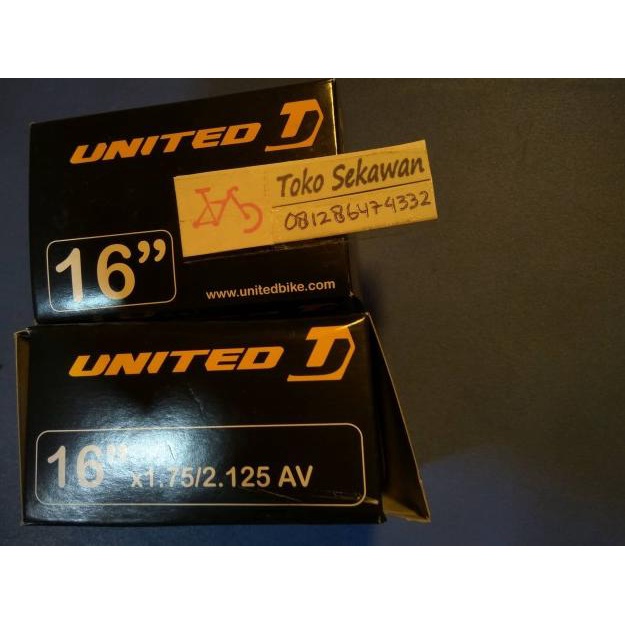 UNITED
Toko Sekawan
081286474332
16”
www.unitedbike.com
UNITED
16” x1.75/2.125 AV